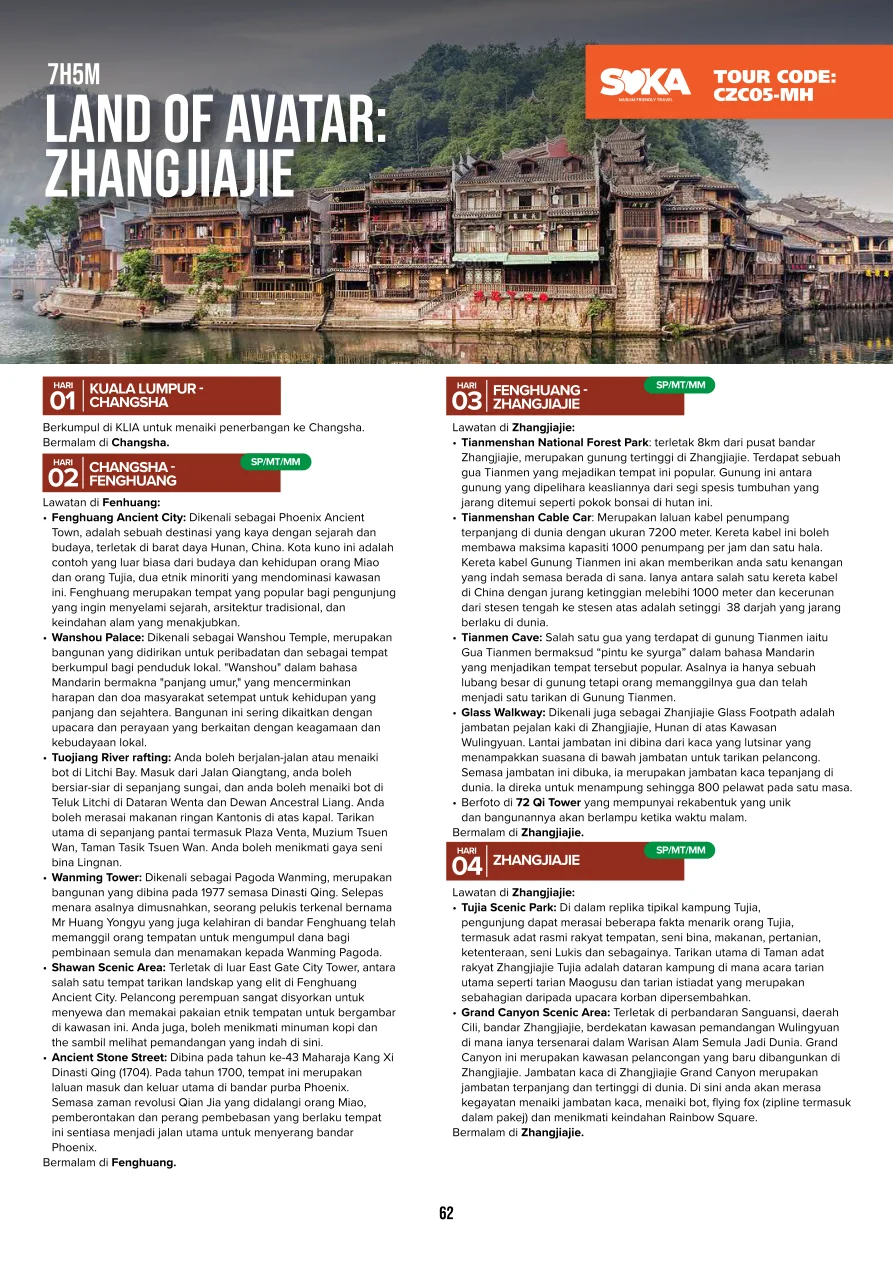 7H5M
LAND OF AVATAR:
ZHANGJIAJIE
SOKA
MUSLIM FRIENDLY TRAVEL
TOUR CODE:
CZC05-MH
HARI
01
KUALA LUMPUR -
CHANGSHA
Berkumpul di KLIA untuk menaiki penerbangan ke Changsha.
Bermalam di Changsha.
HARI
02
CHANGSHA -
FENGHUANG
SP/MT/MM
Lawatan di Fenhuang:
• Fenghuang Ancient City: Dikenali sebagai Phoenix Ancient
Town, adalah sebuah destinasi yang kaya dengan sejarah dan
budaya, terletak di barat daya Hunan, China. Kota kuno ini adalah
contoh yang luar biasa dari budaya dan kehidupan orang Miao
dan orang Tujia, dua etnik minoriti yang mendominasi kawasan
ini. Fenghuang merupakan tempat yang popular bagi pengunjung
yang ingin menyelami sejarah, arsitektur tradisional, dan
keindahan alam yang menakjubkan.
• Wanshou Palace: Dikenali sebagai Wanshou Temple, merupakan
bangunan yang didirikan untuk peribadatan dan sebagai tempat
berkumpul bagi penduduk lokal. "Wanshou" dalam bahasa
Mandarin bermakna "panjang umur," yang mencerminkan
harapan dan doa masyarakat setempat untuk kehidupan yang
panjang dan sejahtera. Bangunan ini sering dikaitkan dengan
upacara dan perayaan yang berkaitan dengan keagamaan dan
kebudayaan lokal.
• Tuojiang River rafting: Anda boleh berjalan-jalan atau menaiki
bot di Litchi Bay. Masuk dari Jalan Qiangtang, anda boleh
bersiar-siar di sepanjang sungai, dan anda boleh menaiki bot di
Teluk Litchi di Dataran Wenta dan Dewan Ancestral Liang. Anda
boleh merasai makanan ringan Kantonis di atas kapal. Tarikan
utama di sepanjang pantai termasuk Plaza Venta, Muzium Tsuen
Wan, Taman Tasik Tsuen Wan. Anda boleh menikmati gaya seni
bina Lingnan.
• Wanming Tower: Dikenali sebagai Pagoda Wanming, merupakan
bangunan yang dibina pada 1977 semasa Dinasti Qing. Selepas
menara asalnya dimusnahkan, seorang pelukis terkenal bernama
Mr Huang Yongyu yang juga kelahiran di bandar Fenghuang telah
memanggil orang tempatan untuk mengumpul dana bagi
pembinaan semula dan menamakan kepada Wanming Pagoda.
• Shawan Scenic Area: Terletak di luar East Gate City Tower, antara
salah satu tempat tarikan landskap yang elit di Fenghuang
Ancient City. Pelancong perempuan sangat disyorkan untuk
menyewa dan memakai pakaian etnik tempatan untuk bergambar
di kawasan ini. Anda juga, boleh menikmati minuman kopi dan
the sambil melihat pemandangan yang indah di sini.
• Ancient Stone Street: Dibina pada tahun ke-43 Maharaja Kang Xi
Dinasti Qing (1704). Pada tahun 1700, tempat ini merupakan
laluan masuk dan keluar utama di bandar purba Phoenix.
Semasa zaman revolusi Qian Jia yang didalangi orang Miao,
pemberontakan dan perang pembebasan yang berlaku tempat
ini sentiasa menjadi jalan utama untuk menyerang bandar
Phoenix.
Bermalam di Fenghuang.
HARI
03
FENGHUANG -
ZHANGJIAJIE
SP/MT/MM
Lawatan di Zhangjiajie:
• Tianmenshan National Forest Park: terletak 8km dari pusat bandar
Zhangjiajie, merupakan gunung tertinggi di Zhangjiajie. Terdapat sebuah
gua Tianmen yang mejadikan tempat ini popular. Gunung ini antara
gunung yang dipelihara keasliannya dari segi spesis tumbuhan yang
jarang ditemui seperti pokok bonsai di hutan ini.
• Tianmenshan Cable Car: Merupakan laluan kabel penumpang
terpanjang di dunia dengan ukuran 7200 meter. Kereta kabel ini boleh
membawa maksima kapasiti 1000 penumpang per jam dan satu hala.
Kereta kabel Gunung Tianmen ini akan memberikan anda satu kenangan
yang indah semasa berada di sana. Ianya antara salah satu kereta kabel
di China dengan jurang ketinggian melebihi 1000 meter dan kecerunan
dari stesen tengah ke stesen atas adalah setinggi 38 darjah yang jarang
berlaku di dunia.
• Tianmen Cave: Salah satu gua yang terdapat di gunung Tianmen iaitu
Gua Tianmen bermaksud “pintu ke syurga” dalam bahasa Mandarin
yang menjadikan tempat tersebut popular. Asalnya ia hanya sebuah
lubang besar di gunung tetapi orang memanggilnya gua dan telah
menjadi satu tarikan di Gunung Tianmen.
• Glass Walkway: Dikenali juga sebagai Zhanjiajie Glass Footpath adalah
jambatan pejalan kaki di Zhangjiajie, Hunan di atas Kawasan
Wulingyuan. Lantai jambatan ini dibina dari kaca yang lutsinar yang
menampakkan suasana di bawah jambatan untuk tarikan pelancong.
Semasa jambatan ini dibuka, ia merupakan jambatan kaca tepanjang di
dunia. Ia direka untuk menampung sehingga 800 pelawat pada satu masa.
• Berfoto di 72 Qi Tower yang mempunyai rekabentuk yang unik
dan bangunannya akan berlampu ketika waktu malam.
Bermalam di Zhangjiajie.
HARI
04
ZHANGJIAJIE
SP/MT/MM
Lawatan di Zhangjiajie:
• Tujia Scenic Park: Di dalam replika tipikal kampung Tujia,
pengunjung dapat merasai beberapa fakta menarik orang Tujia,
termasuk adat rasmi rakyat tempatan, seni bina, makanan, pertanian,
ketenteraan, seni Lukis dan sebagainya. Tarikan utama di Taman adat
rakyat Zhangjiajie Tujia adalah dataran kampung di mana acara tarian
utama seperti tarian Maogusu dan tarian istiadat yang merupakan
sebahagian daripada upacara korban dipersembahkan.
• Grand Canyon Scenic Area: Terletak di perbandaran Sanguansi, daerah
Cili, bandar Zhangjiajie, berdekatan kawasan pemandangan Wulingyuan
di mana ianya tersenarai dalam Warisan Alam Semula Jadi Dunia. Grand
Canyon ini merupakan kawasan pelancongan yang baru dibangunkan di
Zhangjiajie. Jambatan kaca di Zhangjiajie Grand Canyon merupakan
jambatan terpanjang dan tertinggi di dunia. Di sini anda akan merasa
kegayatan menaiki jambatan kaca, menaiki bot, flying fox (zipline termasuk
dalam pakej) dan menikmati keindahan Rainbow Square.
Bermalam di Zhangjiajie.
62